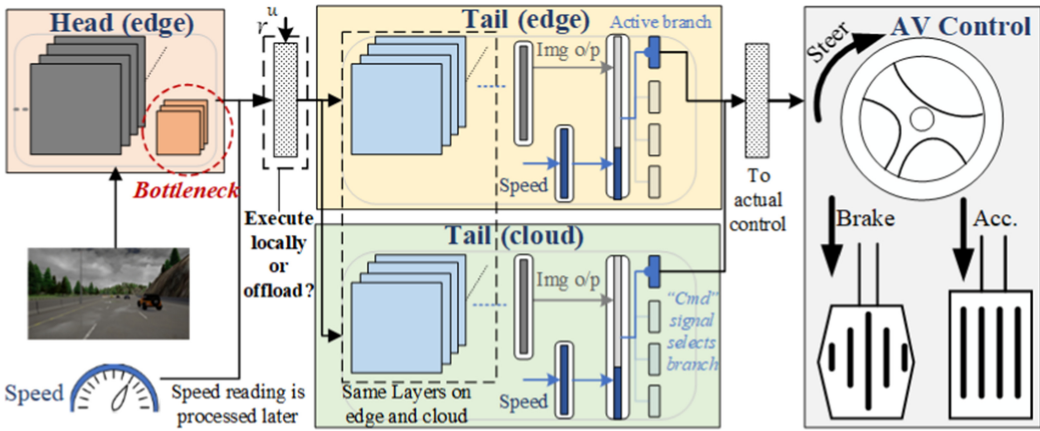 Head (edge)
Bottleneck
Speed
Speed reading is
processed later
r
u
Execute
locally
or
offload?
Tail (edge)
Img o/p
Active branch
Speed
Tail (cloud)
Img o/p
Speed
"Cmd"
signal
selects
branch
Same Layers on
edge and cloud
To
actual
control
AV Control
Steer
Brake
Acc.